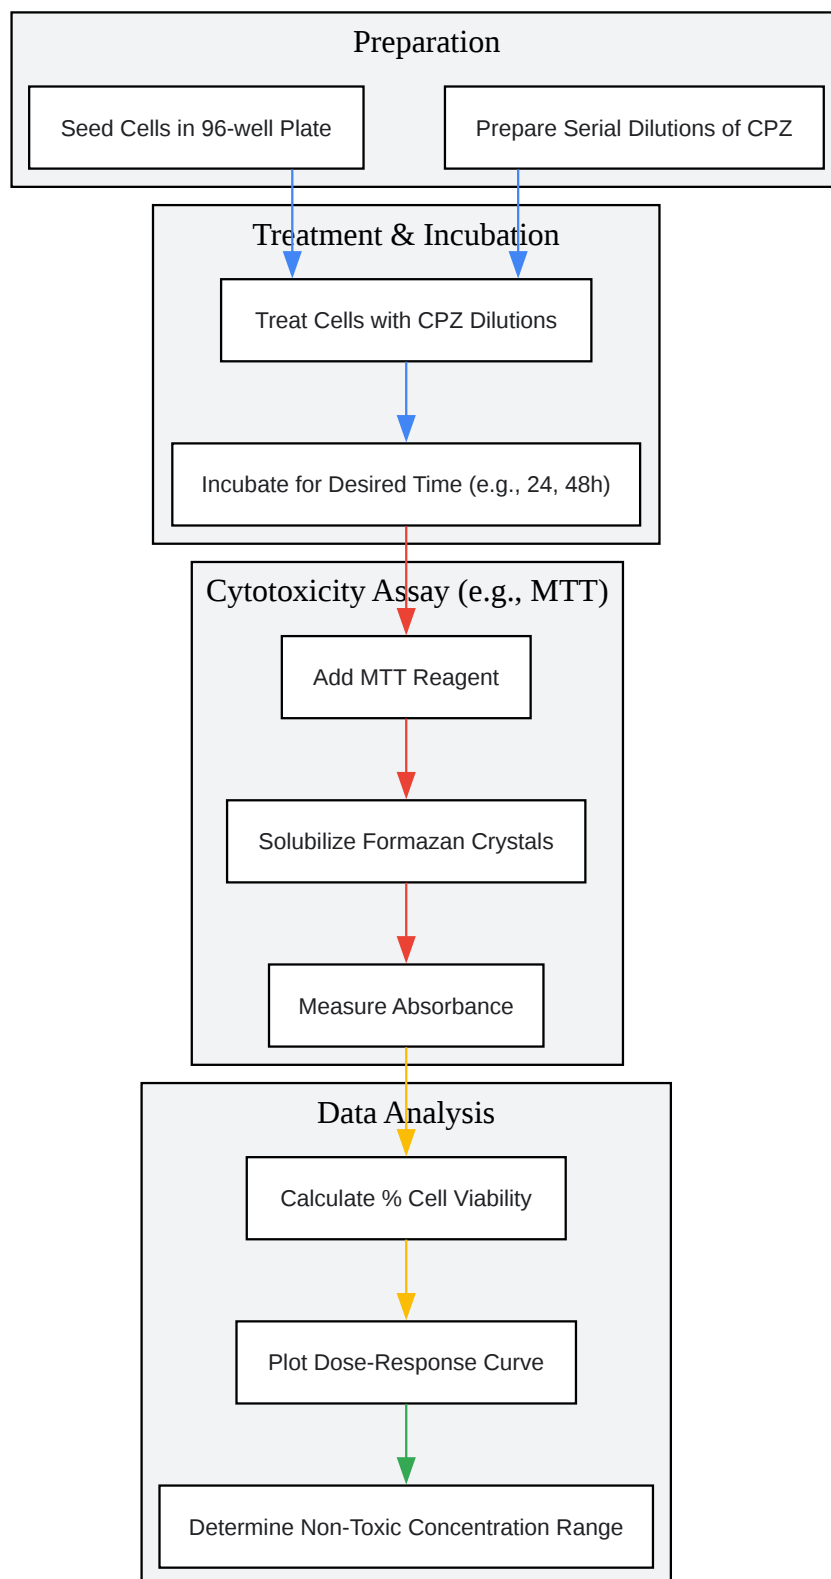 Preparation
Seed Cells in 96-well Plate
Prepare Serial Dilutions of CPZ
Treatment & Incubation
Treat Cells with CPZ Dilutions
Incubate for Desired Time (e.g., 24, 48h)
Cytotoxicity Assay (e.g., MTT)
Add MTT Reagent
Solubilize Formazan Crystals
Measure Absorbance
Data Analysis
Calculate % Cell Viability
Plot Dose-Response Curve
Determine Non-Toxic Concentration Range